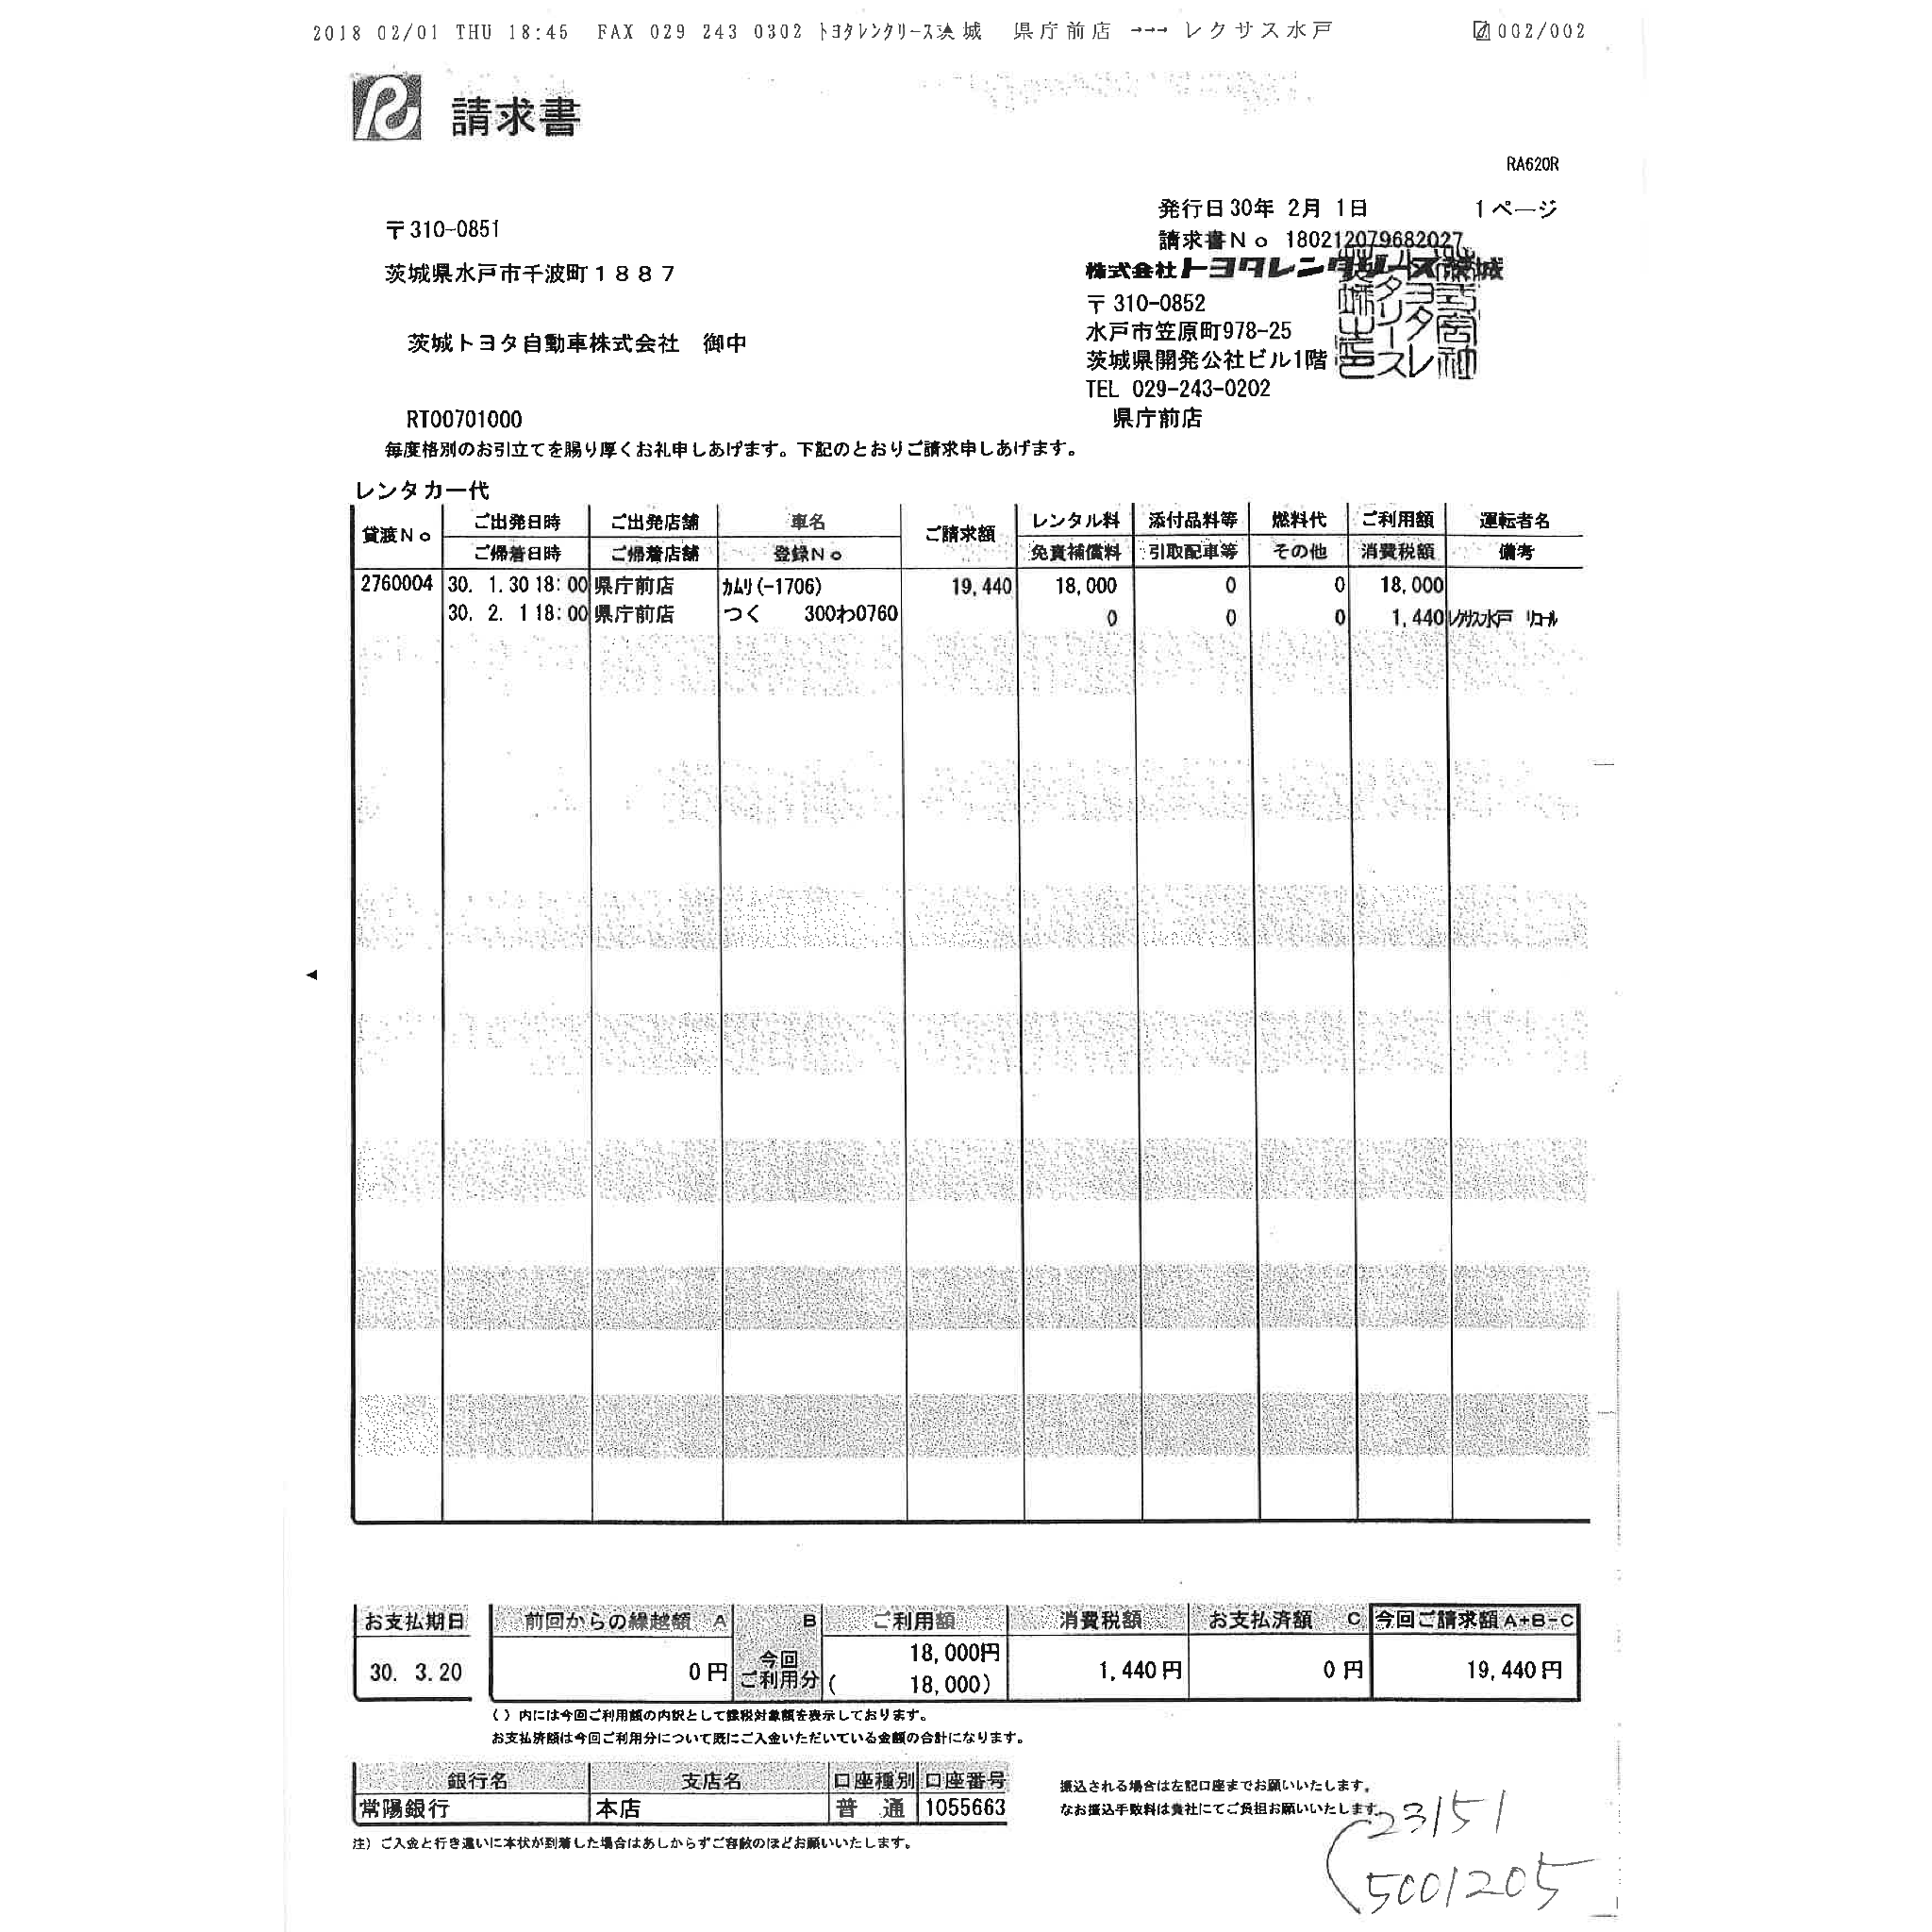 2018 02/01 THU 18:45 FAX 029 243 0302 ﾄﾖﾀﾚﾝﾀﾘｰｽ茨城 県庁前店 →→→ レクサス水戸 002/002
請求書
RA620R
発行日 30年 2月 1日 1 ページ
〒310-0851
請求書Ｎｏ 180212079682027
茨城県水戸市千波町１８８７
株式会社トヨタレンタリース茨城
〒 310-0852
水戸市笠原町978-25
茨城トヨタ自動車株式会社 御中
茨城県開発公社ビル1階
TEL 029-243-0202
RT00701000
県庁前店
毎度格別のお引立てを賜り厚くお礼申しあげます。下記のとおりご請求申しあげます。
レンタカー代
貸渡Ｎｏ ご出発日時 ご出発店舗 車名 ご請求額 レンタル料 添付品料等 燃料代 ご利用額 運転者名
ご帰着日時 ご帰着店舗 登録Ｎｏ 免責補償料 引取配車等 その他 消費税額 備考
2760004 30. 1.30 18:00 県庁前店 ｶﾑﾘ(-1706) 19,440 18,000 0 0 18,000
30. 2. 1 18:00 県庁前店 つく 300わ0760 0 0 0 1,440 ﾚｸｻｽ水戸 ﾘｺｰﾙ
お支払期日 前回からの繰越額 A B ご利用額 消費税額 お支払済額 C 今回ご請求額 A+B-C
30. 3.20 0円 今回ご利用分 18,000円 1,440円 0円 19,440円
( 18,000)
( ) 内には今回ご利用額の内訳として課税対象額を表示しております。
お支払済額は今回ご利用分について既にご入金いただいている金額の合計になります。
銀行名 支店名 口座種別 口座番号
常陽銀行 本店 普 通 1055663
振込される場合は左記口座までお願いいたします。
なお振込手数料は貴社にてご負担お願いいたします。
注) ご入金と行き違いに本状が到着した場合はあしからずご容赦のほどお願いいたします。
23151
5001205